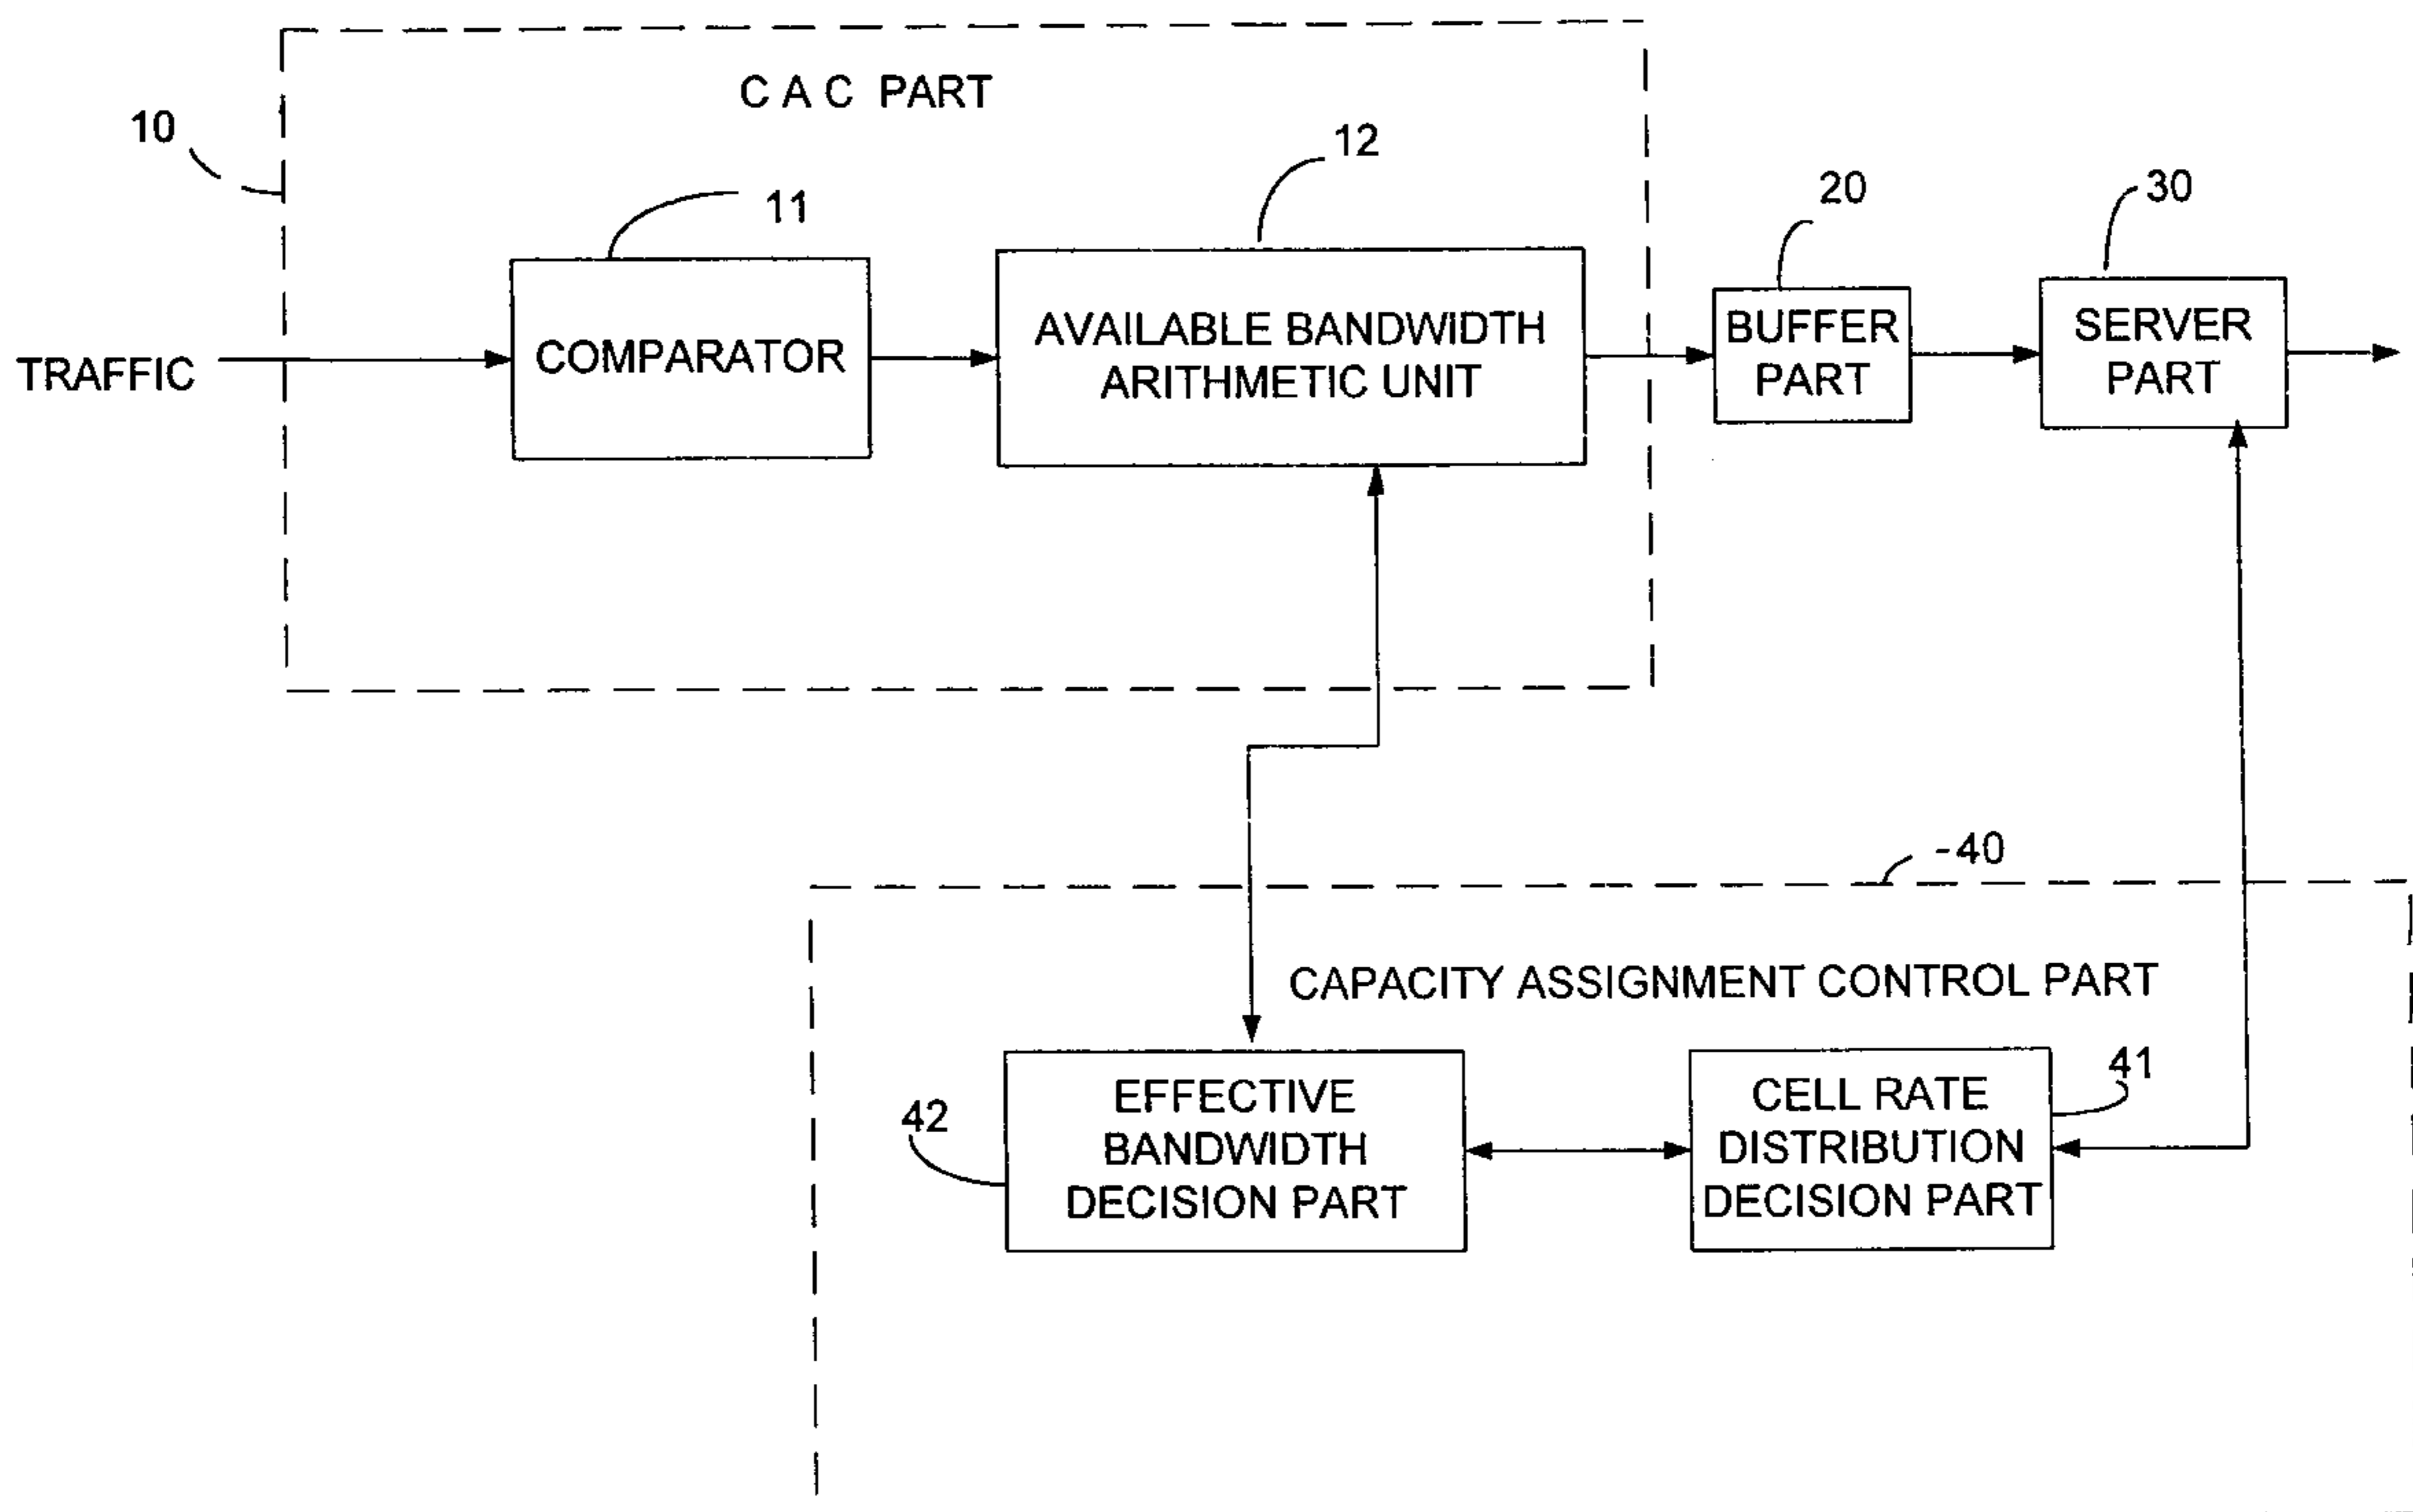 C A C PART
10
12
11
20
30
TRAFFIC
COMPARATOR
AVAILABLE BANDWIDTH
ARITHMETIC UNIT
BUFFER
PART
SERVER
PART
-40
CAPACITY ASSIGNMENT CONTROL PART
42
EFFECTIVE
BANDWIDTH
DECISION PART
CELL RATE
DISTRIBUTION
DECISION PART
41